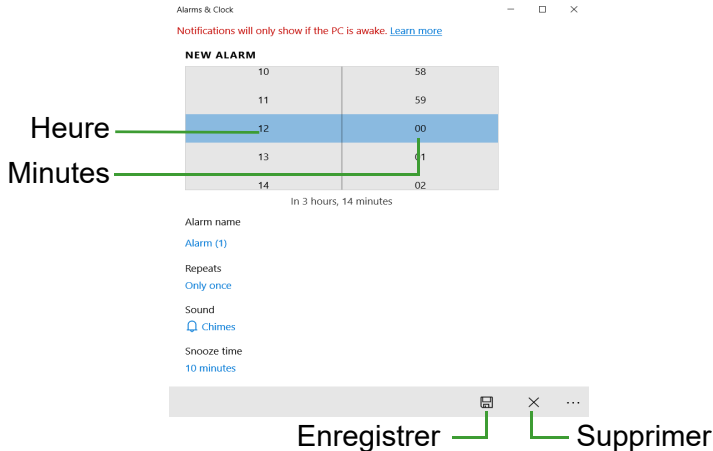 Alarms & Clock
Notifications will only show if the PC is awake. Learn more
NEW ALARM
10 58
11 59
Heure 12 00
Minutes 13 01
14 02
In 3 hours, 14 minutes
Alarm name
Alarm (1)
Repeats
Only once
Sound
Chimes
Snooze time
10 minutes
Enregistrer Supprimer